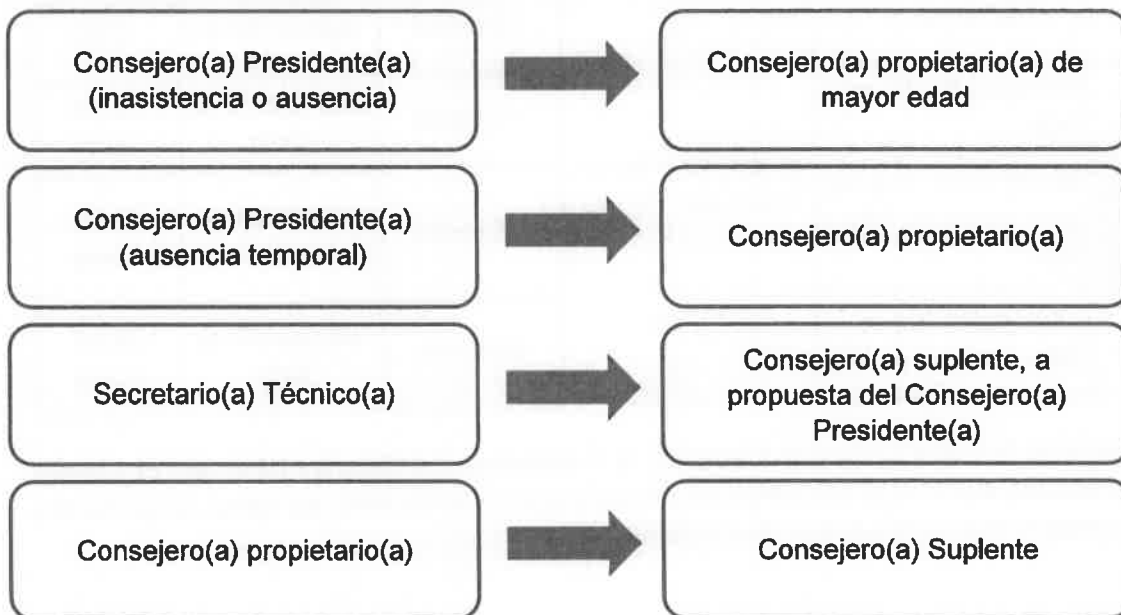 Consejero(a) Presidente(a)
(inasistencia o ausencia)
Consejero(a) propietario(a) de
mayor edad
Consejero(a) Presidente(a)
(ausencia temporal)
Consejero(a) propietario(a)
Secretario(a) Técnico(a)
Consejero(a) suplente, a
propuesta del Consejero(a)
Presidente(a)
Consejero(a) propietario(a)
Consejero(a) Suplente